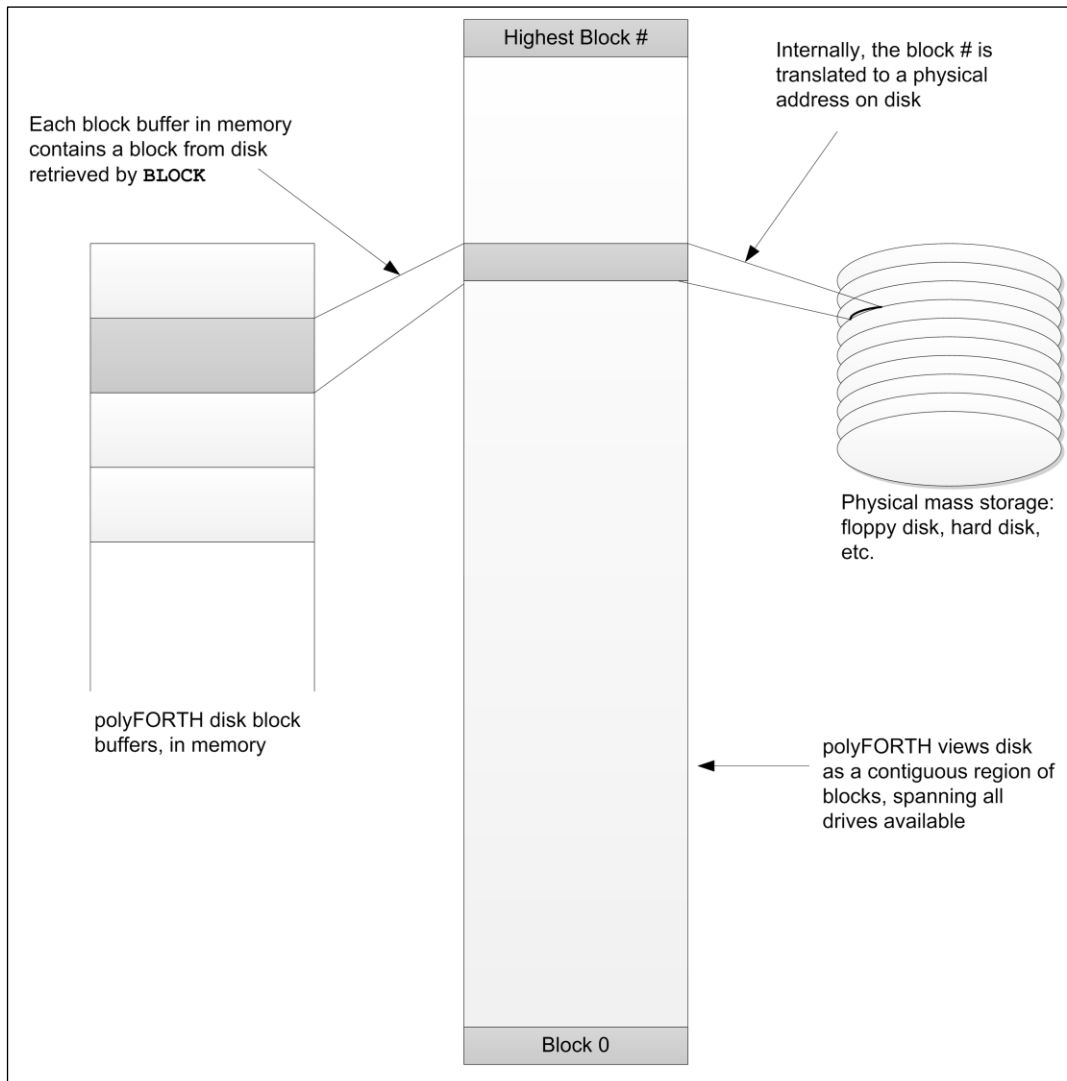 Highest Block #
Internally, the block # is
translated to a physical
address on disk
Each block buffer in memory
contains a block from disk
retrieved by BLOCK
Physical mass storage:
floppy disk, hard disk,
etc.
polyFORTH disk block
buffers, in memory
polyFORTH views disk
as a contiguous region of
blocks, spanning all
drives available
Block 0